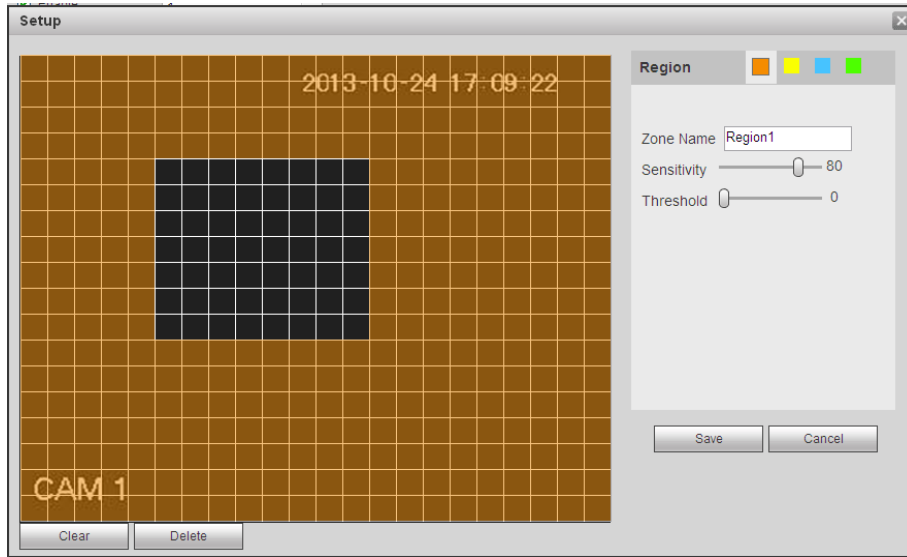 Setup
2013-10-24 17:09:22
Region
Zone Name Region1
Sensitivity 80
Threshold 0
CAM 1
Save Cancel
Clear Delete